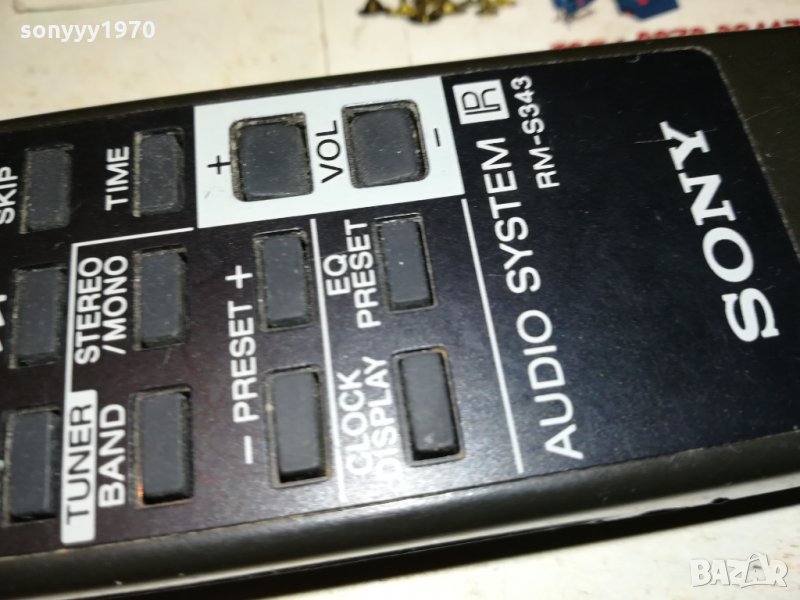 sonyyy1970
SKIP
TIME
+ VOL -
TUNER
STEREO
/MONO
BAND
- PRESET +
EQ
PRESET
CLOCK
DISPLAY
AUDIO SYSTEM R
RM-S343
SONY
BAZAR